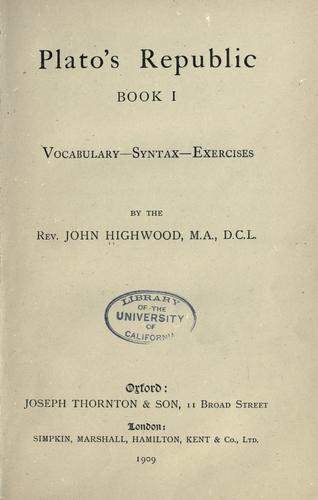 Plato's Republic
BOOK I
VOCABULARY—SYNTAX—EXERCISES
BY THE
REV. JOHN HIGHWOOD, M.A., D.C.L.
LIBRARY
OF THE
UNIVERSITY
OF
CALIFORNIA
Oxford:
JOSEPH THORNTON & SON, 11 BROAD STREET
London:
SIMPKIN, MARSHALL, HAMILTON, KENT & Co., LTD.
1909